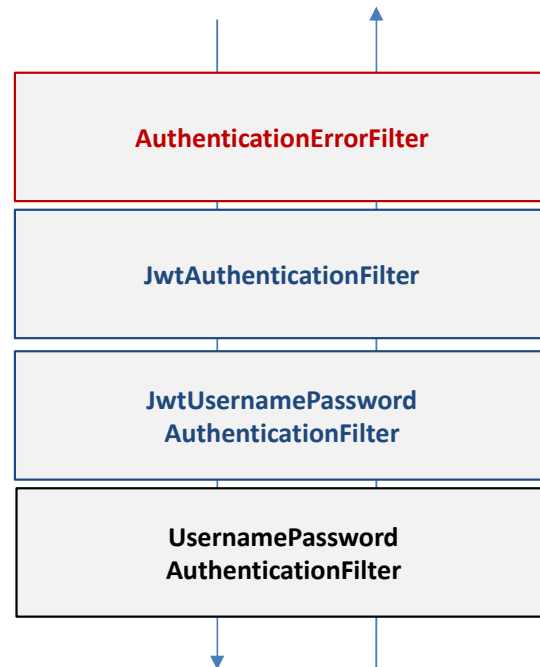 AuthenticationErrorFilter
JwtAuthenticationFilter
JwtUsernamePassword
AuthenticationFilter
UsernamePassword
AuthenticationFilter